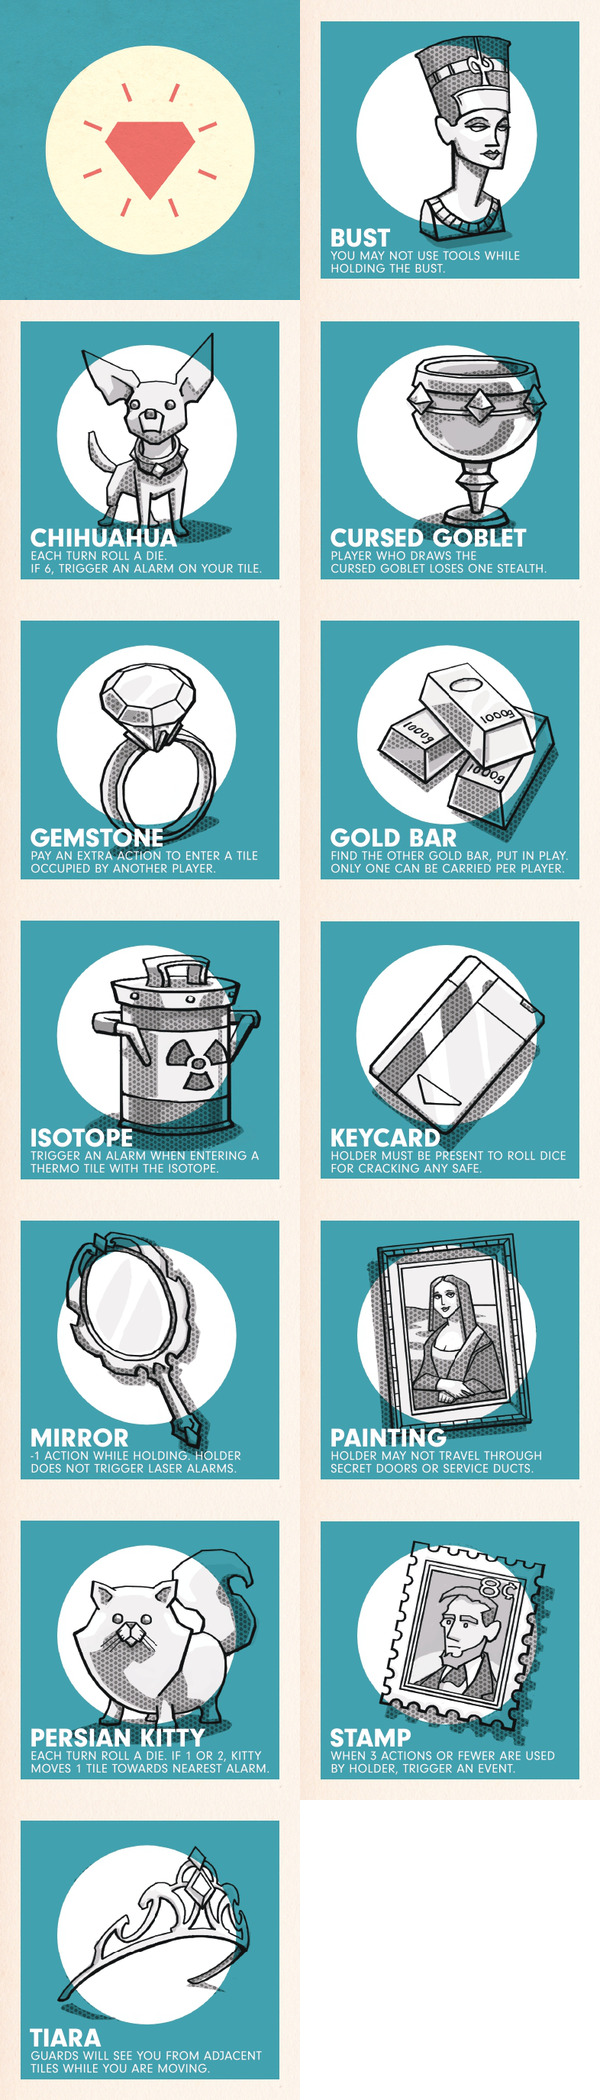 BUST
YOU MAY NOT USE TOOLS WHILE
HOLDING THE BUST.
CHIHUAHUA
EACH TURN ROLL A DIE.
IF 6, TRIGGER AN ALARM ON YOUR TILE.
CURSED GOBLET
PLAYER WHO DRAWS THE
CURSED GOBLET LOSES ONE STEALTH.
GEMSTONE
PAY AN EXTRA ACTION TO ENTER A TILE
OCCUPIED BY ANOTHER PLAYER.
1000g
1000g
1000g
GOLD BAR
FIND THE OTHER GOLD BAR, PUT IN PLAY.
ONLY ONE CAN BE CARRIED PER PLAYER.
ISOTOPE
TRIGGER AN ALARM WHEN ENTERING A
THERMO TILE WITH THE ISOTOPE.
KEYCARD
HOLDER MUST BE PRESENT TO ROLL DICE
FOR CRACKING ANY SAFE.
MIRROR
-1 ACTION WHILE HOLDING. HOLDER
DOES NOT TRIGGER LASER ALARMS.
PAINTING
HOLDER MAY NOT TRAVEL THROUGH
SECRET DOORS OR SERVICE DUCTS.
PERSIAN KITTY
EACH TURN ROLL A DIE. IF 1 OR 2, KITTY
MOVES 1 TILE TOWARDS NEAREST ALARM.
8¢
STAMP
WHEN 3 ACTIONS OR FEWER ARE USED
BY HOLDER, TRIGGER AN EVENT.
TIARA
GUARDS WILL SEE YOU FROM ADJACENT
TILES WHILE YOU ARE MOVING.